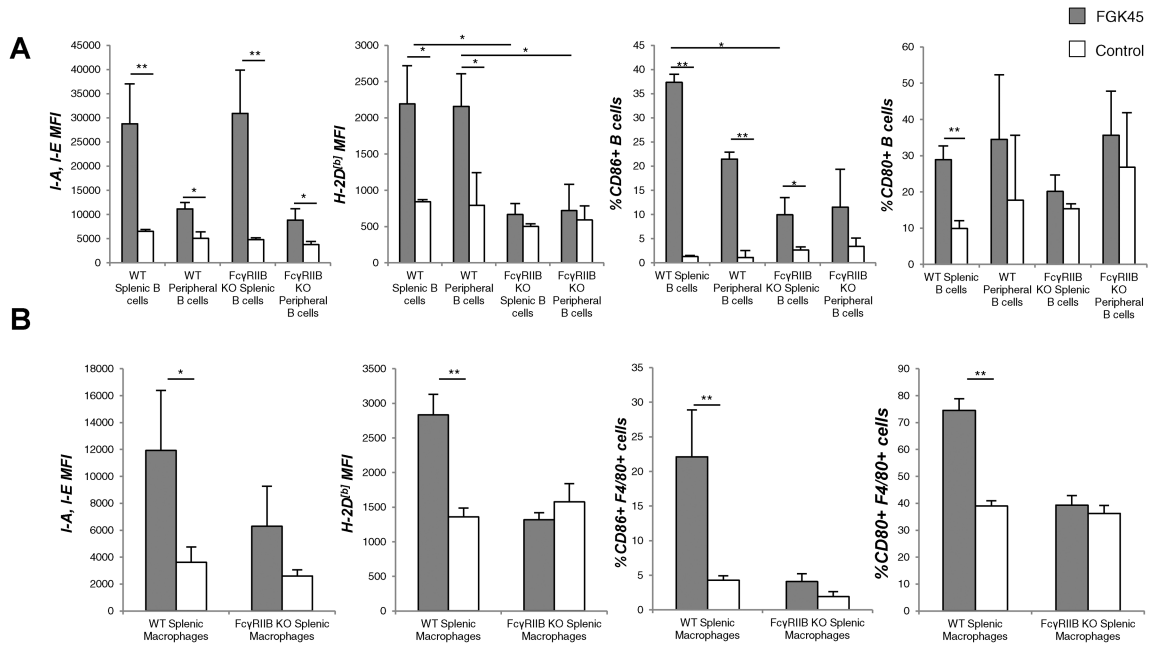 FGK45
Control
A
I-A, I-E MFI
45000
40000
35000
30000
25000
20000
15000
10000
5000
0
**
*
**
*
WT
Splenic B
cells
WT
Peripheral
B cells
FcγRIIB
KO Splenic
B cells
FcγRIIB
KO
Peripheral
B cells
H-2D[b] MFI
3000
2500
2000
1500
1000
500
0
*
*
*
*
WT
Splenic B
cells
WT
Peripheral
B cells
FcγRIIB
KO
Splenic B
cells
FcγRIIB
KO
Peripheral
B cells
%CD86+ B cells
45
40
35
30
25
20
15
10
5
0
*
**
**
*
WT Splenic
B cells
WT
Peripheral
B cells
FcγRIIB
KO Splenic
B cells
FcγRIIB
KO
Peripheral
B cells
%CD80+ B cells
60
50
40
30
20
10
0
**
WT Splenic
B cells
WT
Peripheral
B cells
FcγRIIB
KO Splenic
B cells
FcγRIIB
KO
Peripheral
B cells
B
I-A, I-E MFI
18000
16000
14000
12000
10000
8000
6000
4000
2000
0
*
WT Splenic
Macrophages
FcγRIIB KO Splenic
Macrophages
H-2D[b] MFI
3500
3000
2500
2000
1500
1000
500
0
**
WT Splenic
Macrophages
FcγRIIB KO Splenic
Macrophages
%CD86+ F4/80+ cells
35
30
25
20
15
10
5
0
**
WT Splenic
Macrophages
FcγRIIB KO Splenic
Macrophages
%CD80+ F4/80+ cells
90
80
70
60
50
40
30
20
10
0
**
WT Splenic
Macrophages
FcγRIIB KO Splenic
Macrophages